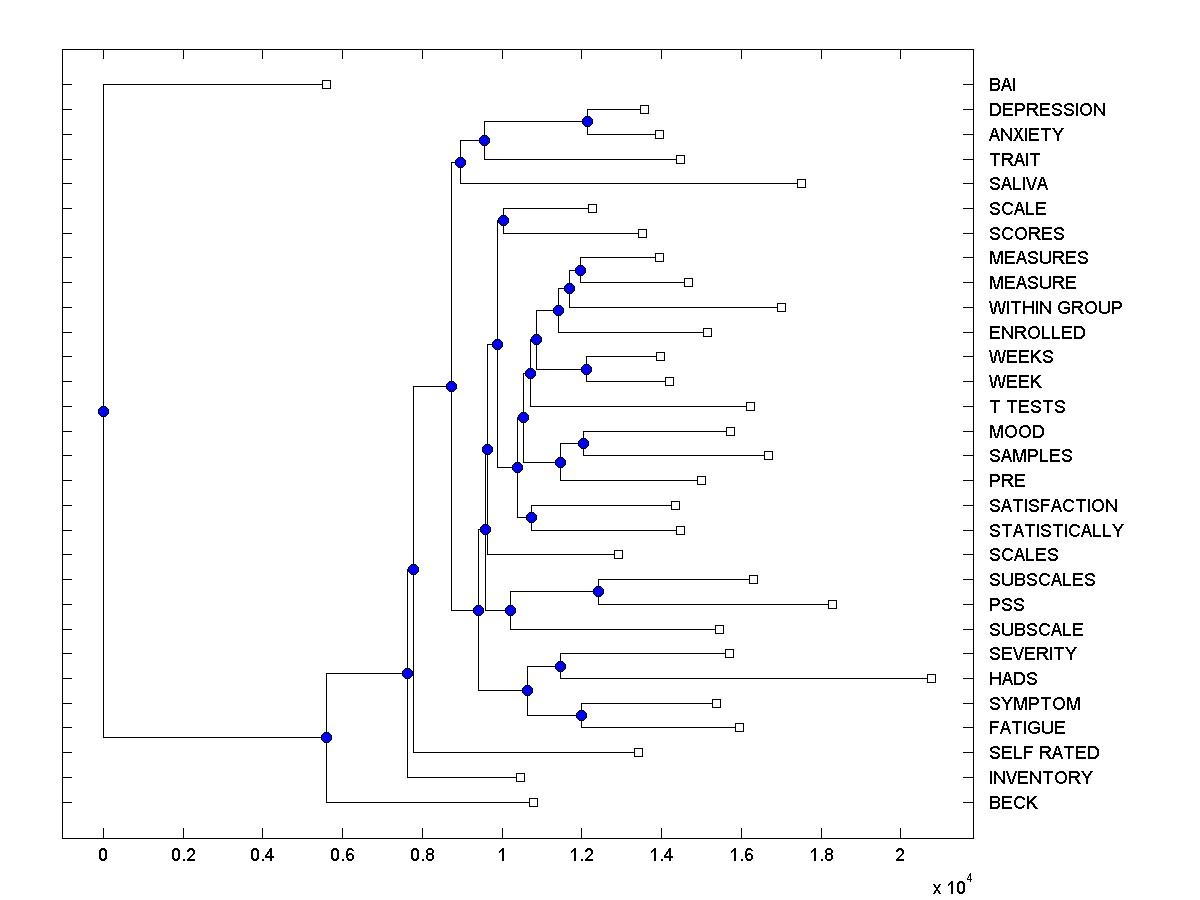 BAI
DEPRESSION
ANXIETY
TRAIT
SALIVA
SCALE
SCORES
MEASURES
MEASURE
WITHIN GROUP
ENROLLED
WEEKS
WEEK
T TESTS
MOOD
SAMPLES
PRE
SATISFACTION
STATISTICALLY
SCALES
SUBSCALES
PSS
SUBSCALE
SEVERITY
HADS
SYMPTOM
FATIGUE
SELF RATED
INVENTORY
BECK
0 0.2 0.4 0.6 0.8 1 1.2 1.4 1.6 1.8 2
x 10^4